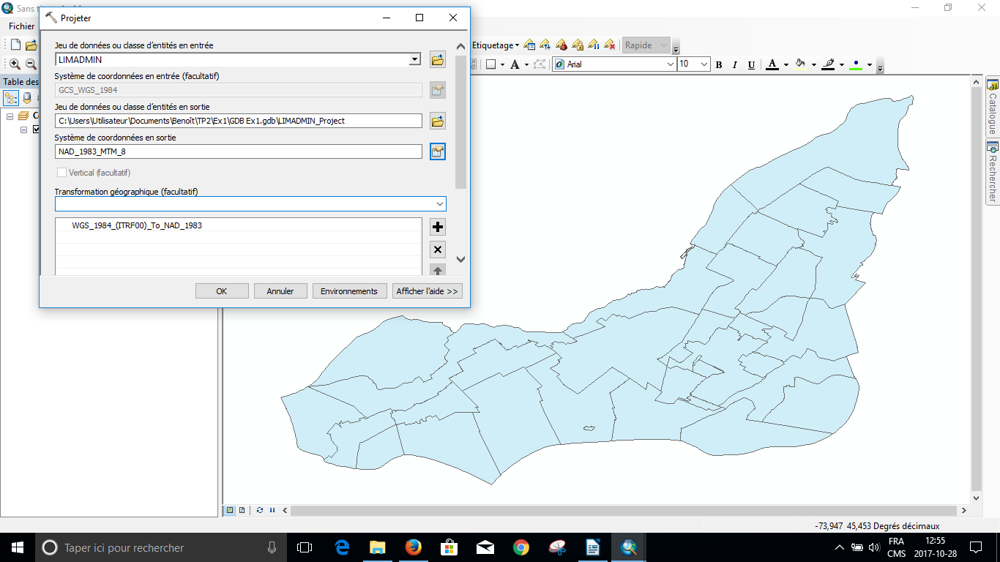 Sans ti
Projeter
Fichier
Jeu de données ou classe d'entités en entrée
LIMADMIN
Système de coordonnées en entrée (facultatif)
GCS_WGS_1984
Jeu de données ou classe d'entités en sortie
C:\Users\Utilisateur\Documents\Benoît\TP2\Ex1\GDB Ex1.gdb\LIMADMIN_Project
Système de coordonnées en sortie
NAD_1983_MTM_8
Vertical (facultatif)
Transformation géographique (facultatif)
WGS_1984_(ITRF00)_To_NAD_1983
OK
Annuler
Environnements
Afficher l'aide >>
Etiquetage
Rapide
A
Arial
10
B
I
U
A
Table des
Catalogue
Rechercher
-73,947 45,453 Degrés décimaux
Taper ici pour rechercher
FRA
CMS
12:55
2017-10-28